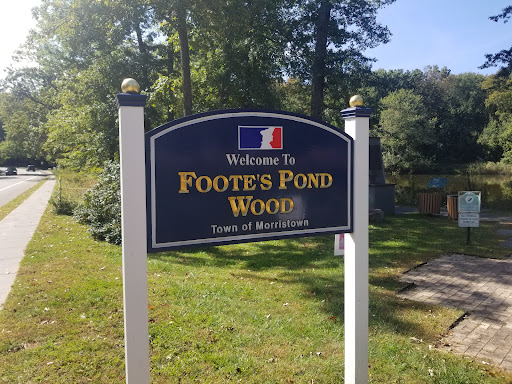 Welcome To
FOOTE'S POND
WOOD
Town of Morristown